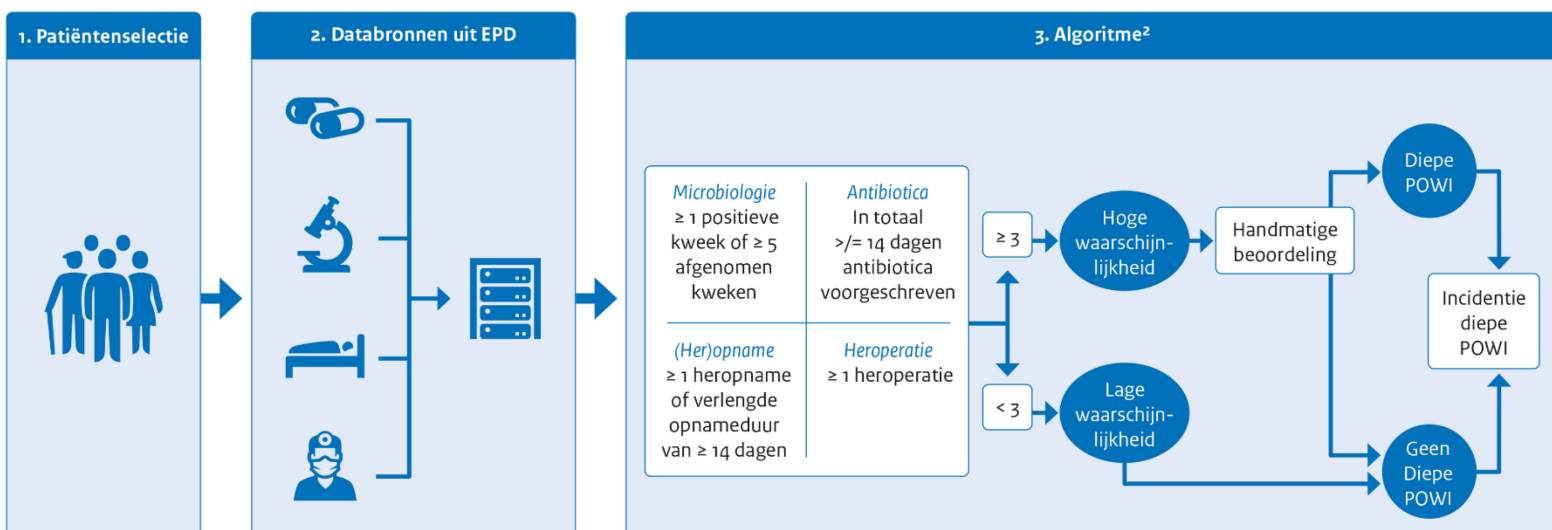 1. Patiëntenselectie
2. Databronnen uit EPD
3. Algoritme²
Microbiologie
≥ 1 positieve
kweek of ≥ 5
afgenomen
kweken
Antibiotica
In totaal
>/= 14 dagen
antibiotica
voorgeschreven
(Her)opname
≥ 1 heropname
of verlengde
opnameduur
van ≥ 14 dagen
Heroperatie
≥ 1 heroperatie
≥ 3
Hoge
waarschijn-
lijkheid
Handmatige
beoordeling
Diepe
POWI
< 3
Lage
waarschijn-
lijkheid
Geen
Diepe
POWI
Incidentie
diepe
POWI